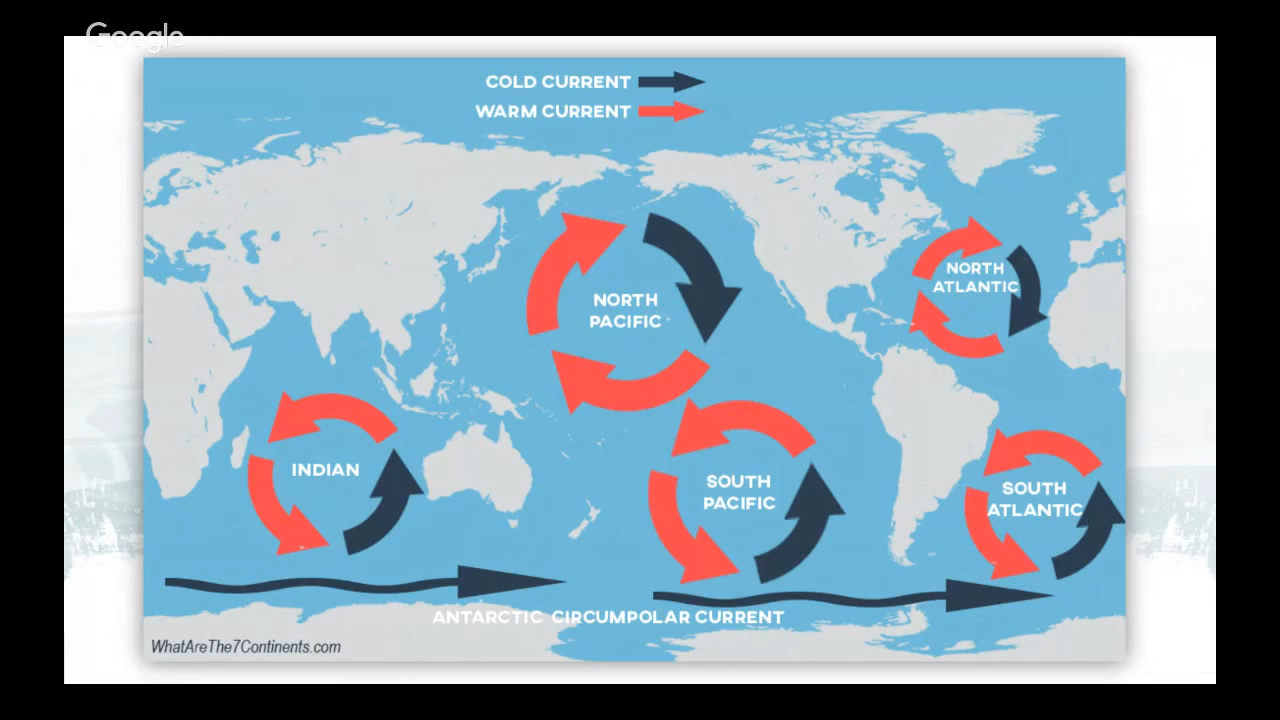 Google
COLD CURRENT
WARM CURRENT
NORTH
PACIFIC
NORTH
ATLANTIC
INDIAN
SOUTH
PACIFIC
SOUTH
ATLANTIC
ANTARCTIC CIRCUMPOLAR CURRENT
WhatAreThe7Continents.com